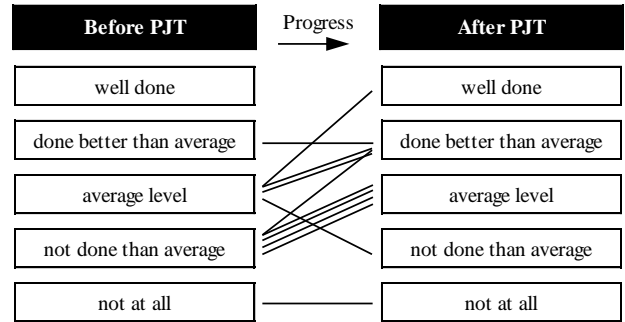 Before PJT
Progress
After PJT
well done
well done
done better than average
done better than average
average level
average level
not done than average
not done than average
not at all
not at all